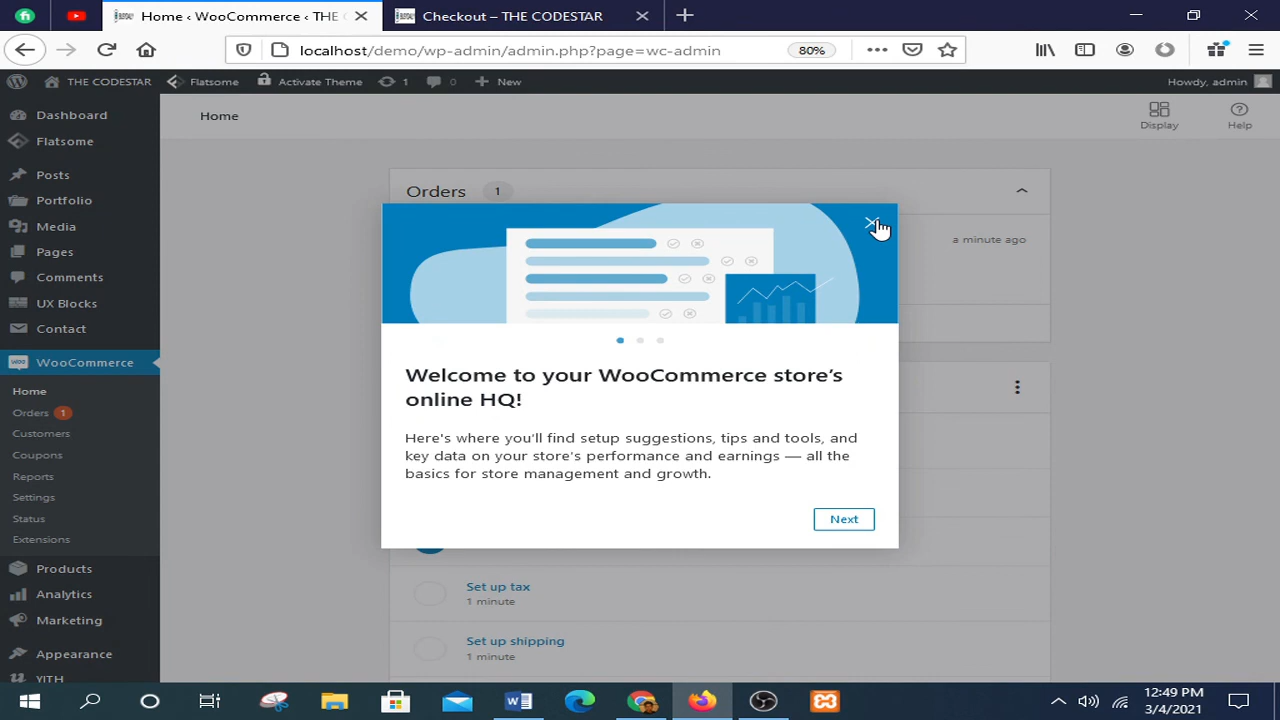 Home ‹ WooCommerce ‹ THE C
Checkout – THE CODESTAR
localhost/demo/wp-admin/admin.php?page=wc-admin
80%
THE CODESTAR
Flatsome
Activate Theme
1
0
New
Howdy, admin
Dashboard
Flatsome
Posts
Portfolio
Media
Pages
Comments
UX Blocks
Contact
WooCommerce
Home
Orders 1
Customers
Coupons
Reports
Settings
Status
Extensions
Products
Analytics
Marketing
Appearance
YITH
Home
Display
Help
Orders 1
a minute ago
Welcome to your WooCommerce store's
online HQ!
Here's where you'll find setup suggestions, tips and tools, and
key data on your store's performance and earnings — all the
basics for store management and growth.
Next
Set up tax
1 minute
Set up shipping
1 minute
12:49 PM
3/4/2021